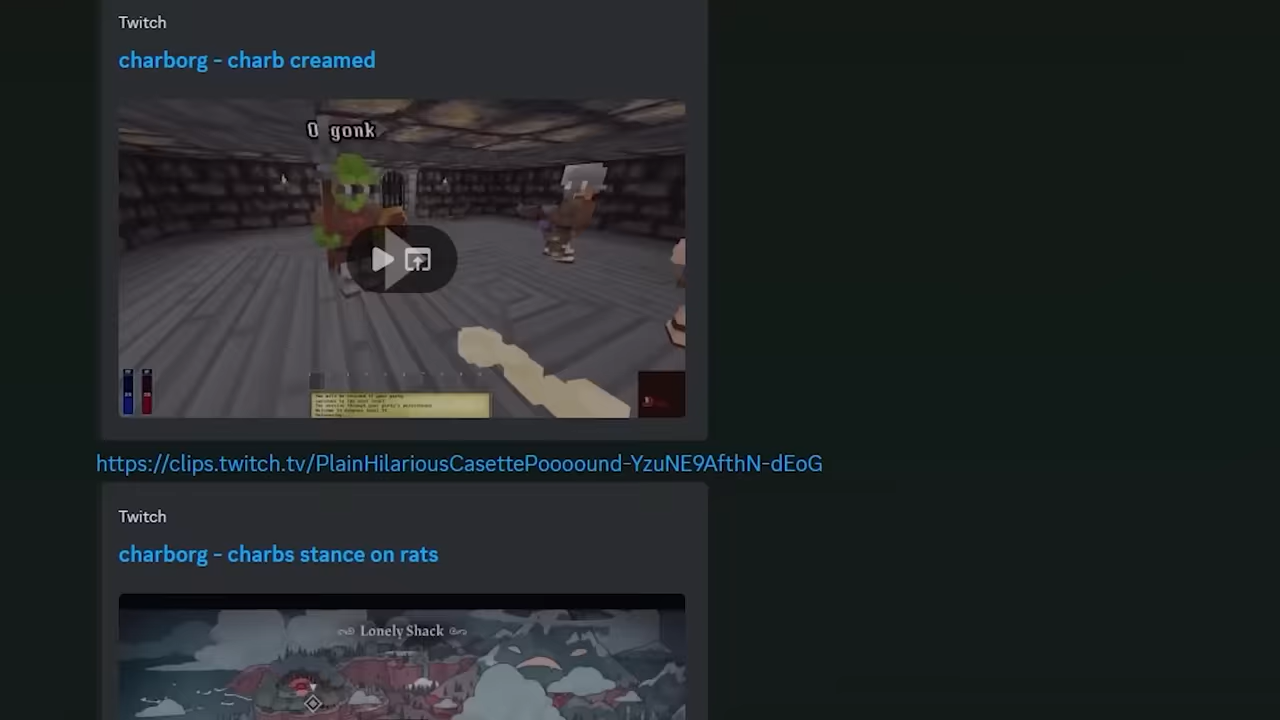 Twitch
charborg - charb creamed
0 gonk
https://clips.twitch.tv/PlainHilariousCasettePoooound-YzuNE9AfthN-dEoG
Twitch
charborg - charbs stance on rats
Lonely Shack